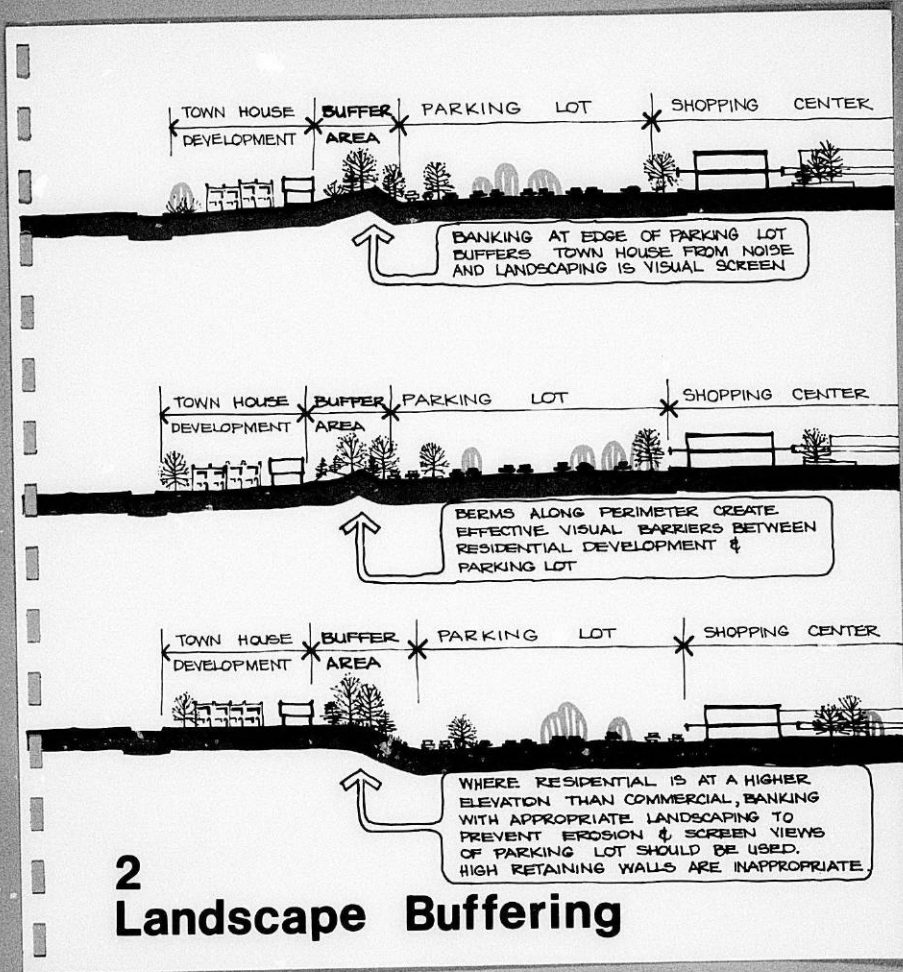 TOWN HOUSE BUFFER PARKING LOT SHOPPING CENTER
DEVELOPMENT AREA
BANKING AT EDGE OF PARKING LOT
BUFFERS TOWN HOUSE FROM NOISE
AND LANDSCAPING IS VISUAL SCREEN
TOWN HOUSE BUFFER PARKING LOT SHOPPING CENTER
DEVELOPMENT AREA
BERMS ALONG PERIMETER CREATE
EFFECTIVE VISUAL BARRIERS BETWEEN
RESIDENTIAL DEVELOPMENT &
PARKING LOT
TOWN HOUSE BUFFER PARKING LOT SHOPPING CENTER
DEVELOPMENT AREA
WHERE RESIDENTIAL IS AT A HIGHER
ELEVATION THAN COMMERCIAL, BANKING
WITH APPROPRIATE LANDSCAPING TO
PREVENT EROSION & SCREEN VIEWS
OF PARKING LOT SHOULD BE USED.
HIGH RETAINING WALLS ARE INAPPROPRIATE.
2
Landscape Buffering